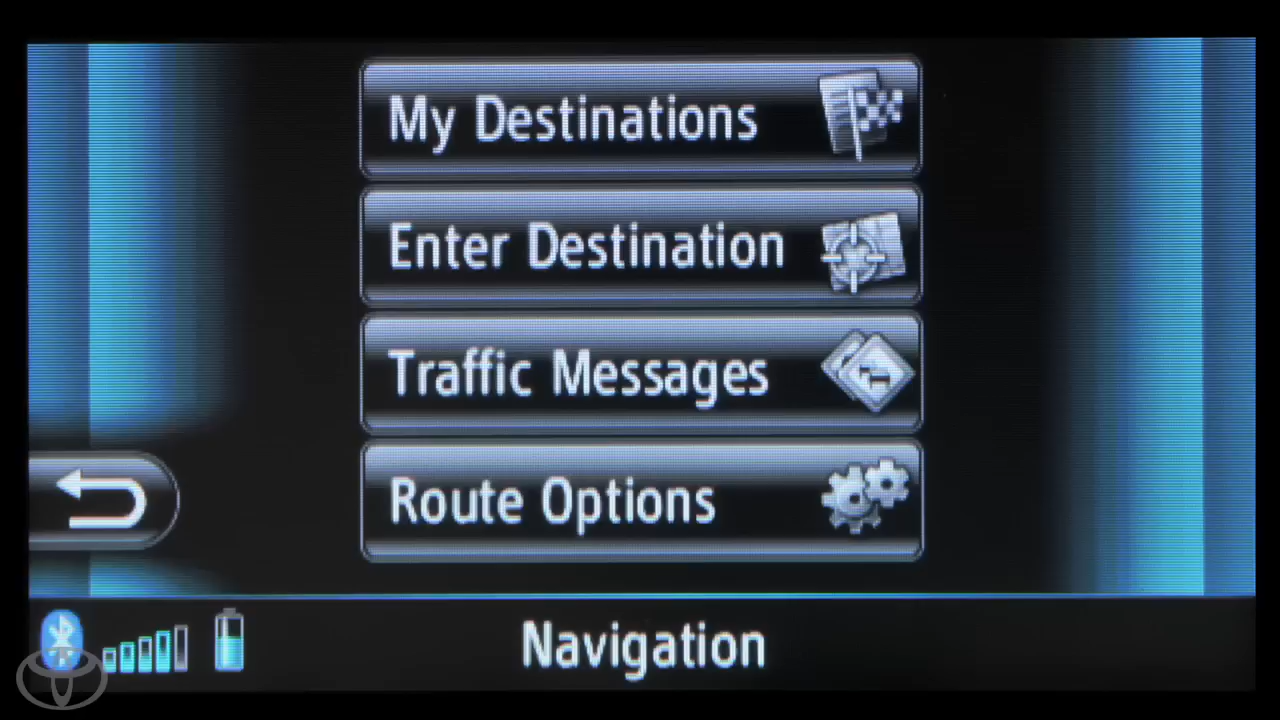 My Destinations
Enter Destination
Traffic Messages
Route Options
Navigation